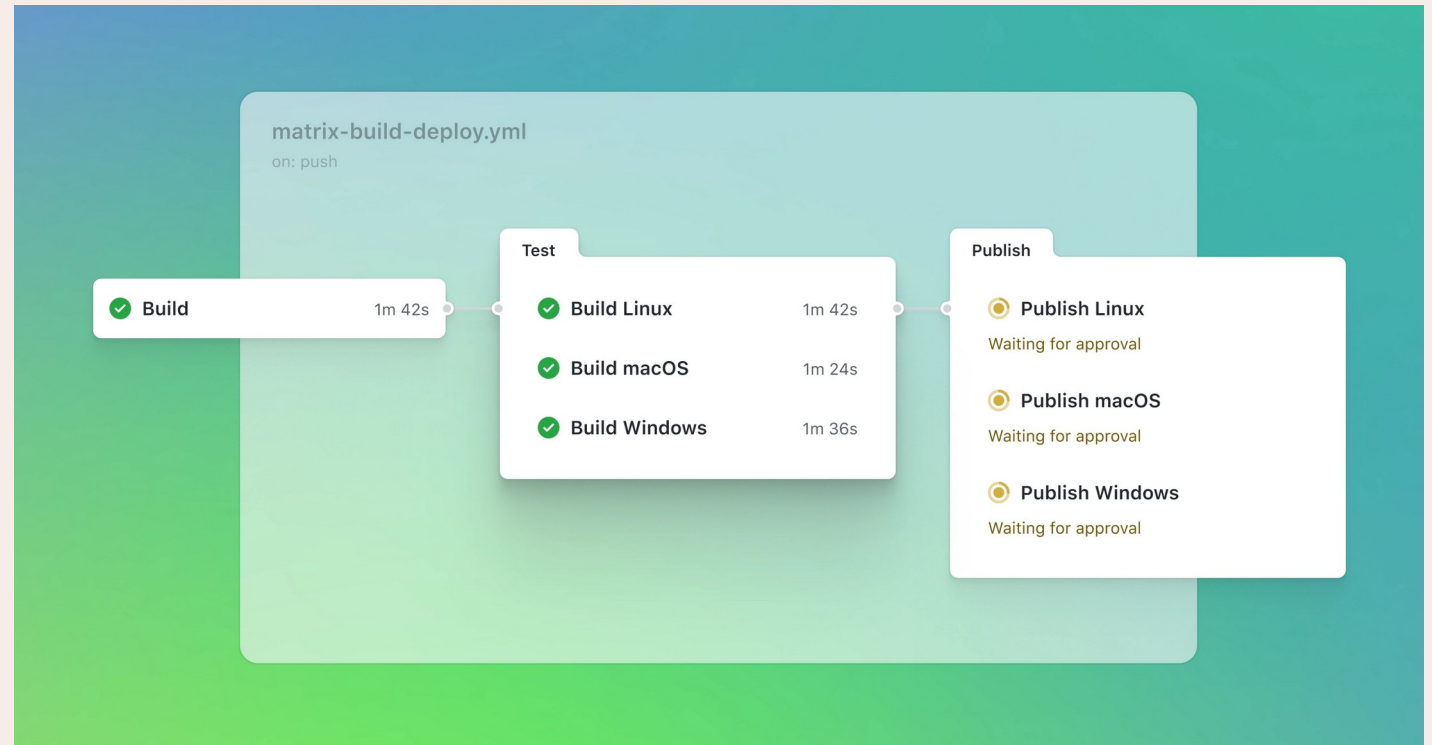 matrix-build-deploy.yml
on: push
Build 1m 42s
Test
Build Linux 1m 42s
Build macOS 1m 24s
Build Windows 1m 36s
Publish
Publish Linux
Waiting for approval
Publish macOS
Waiting for approval
Publish Windows
Waiting for approval